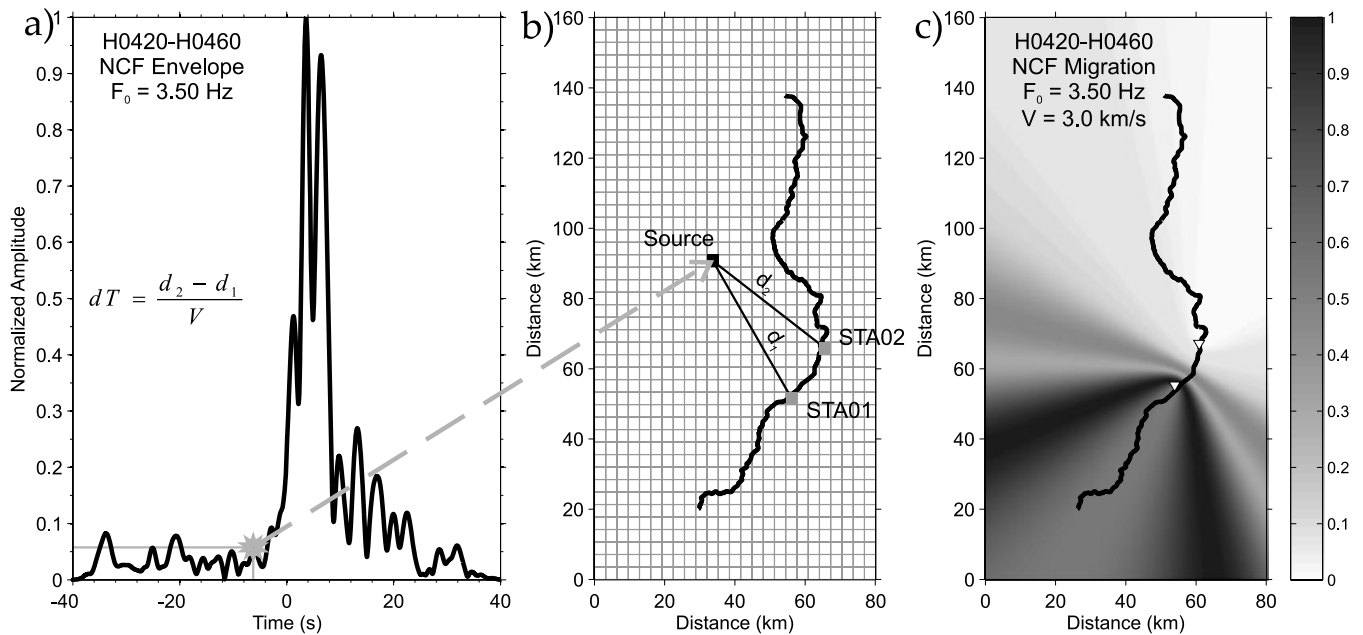 a)
H0420-H0460
NCF Envelope
F₀ = 3.50 Hz
dT = (d₂ − d₁) / V
Normalized Amplitude
1
0.9
0.8
0.7
0.6
0.5
0.4
0.3
0.2
0.1
0
-40 -20 0 20 40
Time (s)
b)
Source
d₂
d₁
STA02
STA01
Distance (km)
160
140
120
100
80
60
40
20
0
0 20 40 60 80
Distance (km)
c)
H0420-H0460
NCF Migration
F₀ = 3.50 Hz
V = 3.0 km/s
Distance (km)
160
140
120
100
80
60
40
20
0
0 20 40 60 80
Distance (km)
1
0.9
0.8
0.7
0.6
0.5
0.4
0.3
0.2
0.1
0